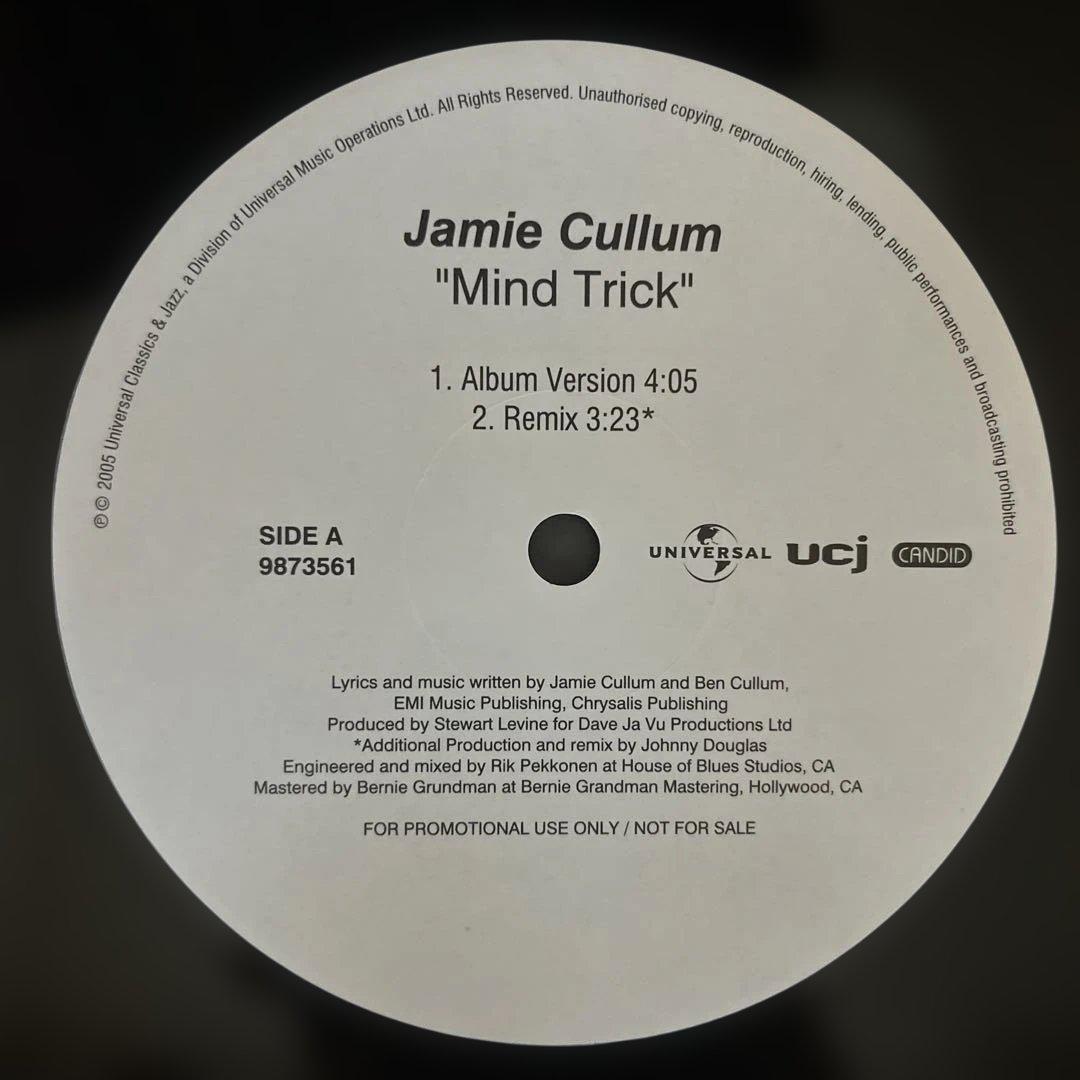 ℗ © 2005 Universal Classics & Jazz, a Division of Universal Music Operations Ltd. All Rights Reserved. Unauthorised copying, reproduction, hiring, lending, public performances and broadcasting prohibited
Jamie Cullum
"Mind Trick"
1. Album Version 4:05
2. Remix 3:23*
SIDE A
9873561
UNIVERSAL ucj CANDID
Lyrics and music written by Jamie Cullum and Ben Cullum,
EMI Music Publishing, Chrysalis Publishing
Produced by Stewart Levine for Dave Ja Vu Productions Ltd
*Additional Production and remix by Johnny Douglas
Engineered and mixed by Rik Pekkonen at House of Blues Studios, CA
Mastered by Bernie Grundman at Bernie Grandman Mastering, Hollywood, CA
FOR PROMOTIONAL USE ONLY / NOT FOR SALE